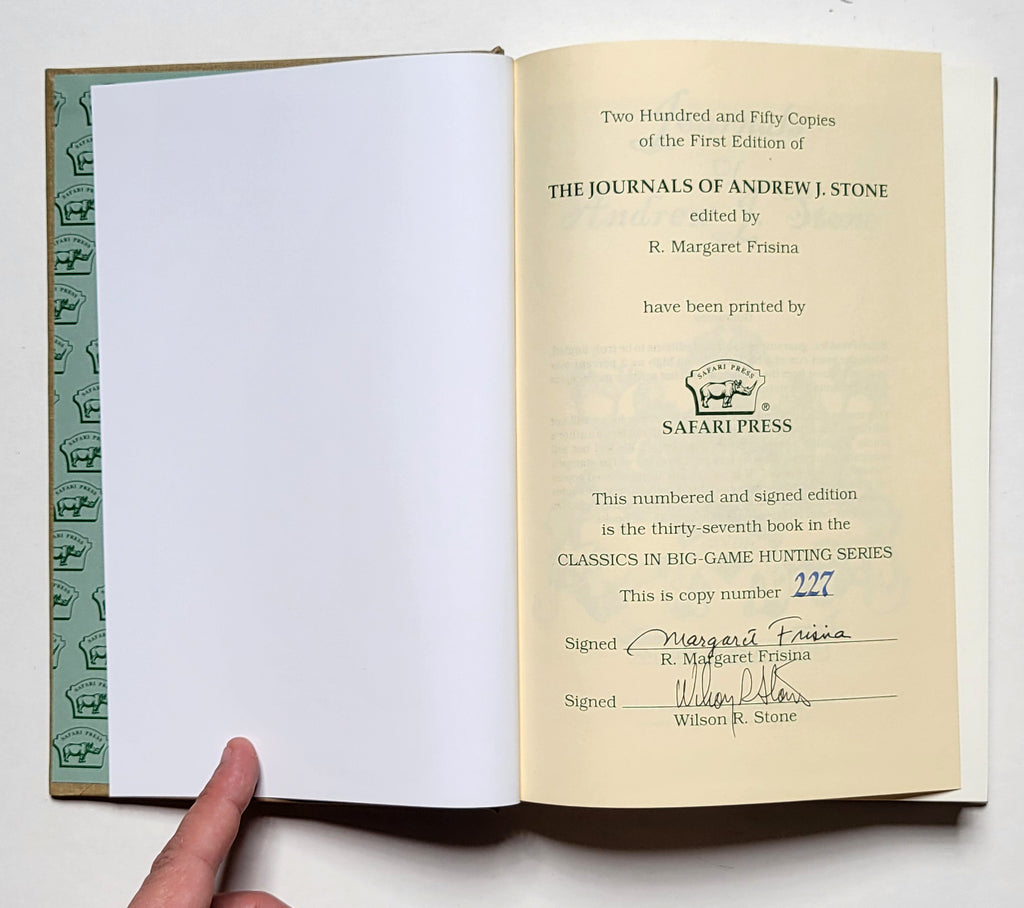 Two Hundred and Fifty Copies
of the First Edition of
THE JOURNALS OF ANDREW J. STONE
edited by
R. Margaret Frisina
have been printed by
SAFARI PRESS
®
SAFARI PRESS
This numbered and signed edition
is the thirty-seventh book in the
CLASSICS IN BIG-GAME HUNTING SERIES
This is copy number 227
Signed Margaret Frisina
R. Margaret Frisina
Signed Wilson R Stone
Wilson R. Stone